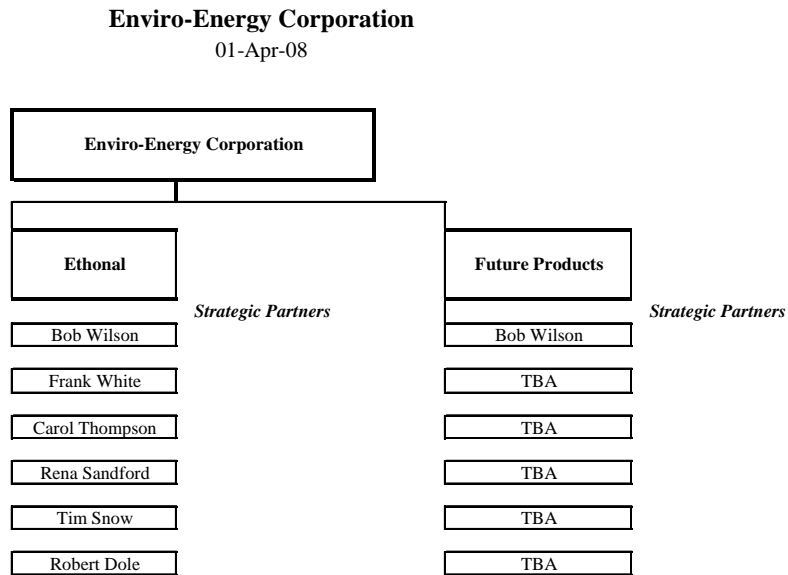 Enviro-Energy Corporation
01-Apr-08
Enviro-Energy Corporation
Ethonal
Future Products
Strategic Partners
Strategic Partners
Bob Wilson
Bob Wilson
Frank White
TBA
Carol Thompson
TBA
Rena Sandford
TBA
Tim Snow
TBA
Robert Dole
TBA